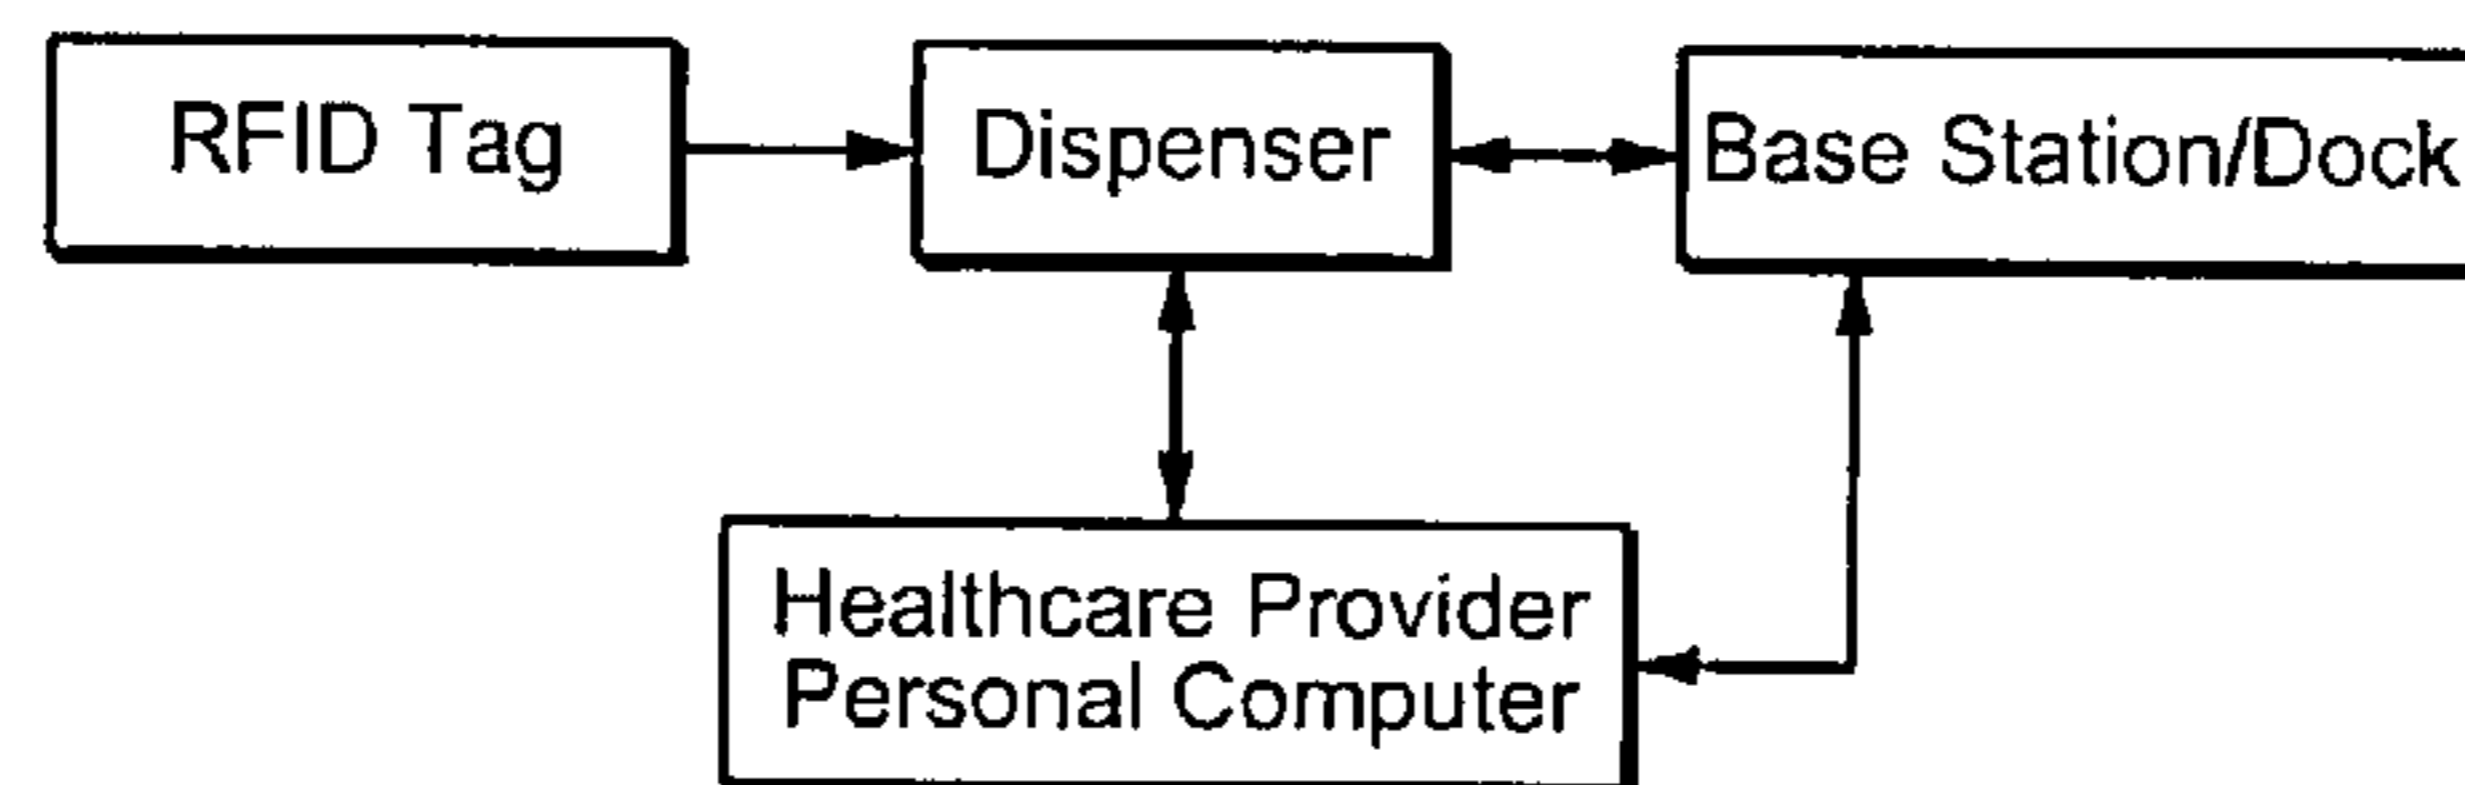 RFID Tag
Dispenser
Base Station/Dock
Healthcare Provider
Personal Computer